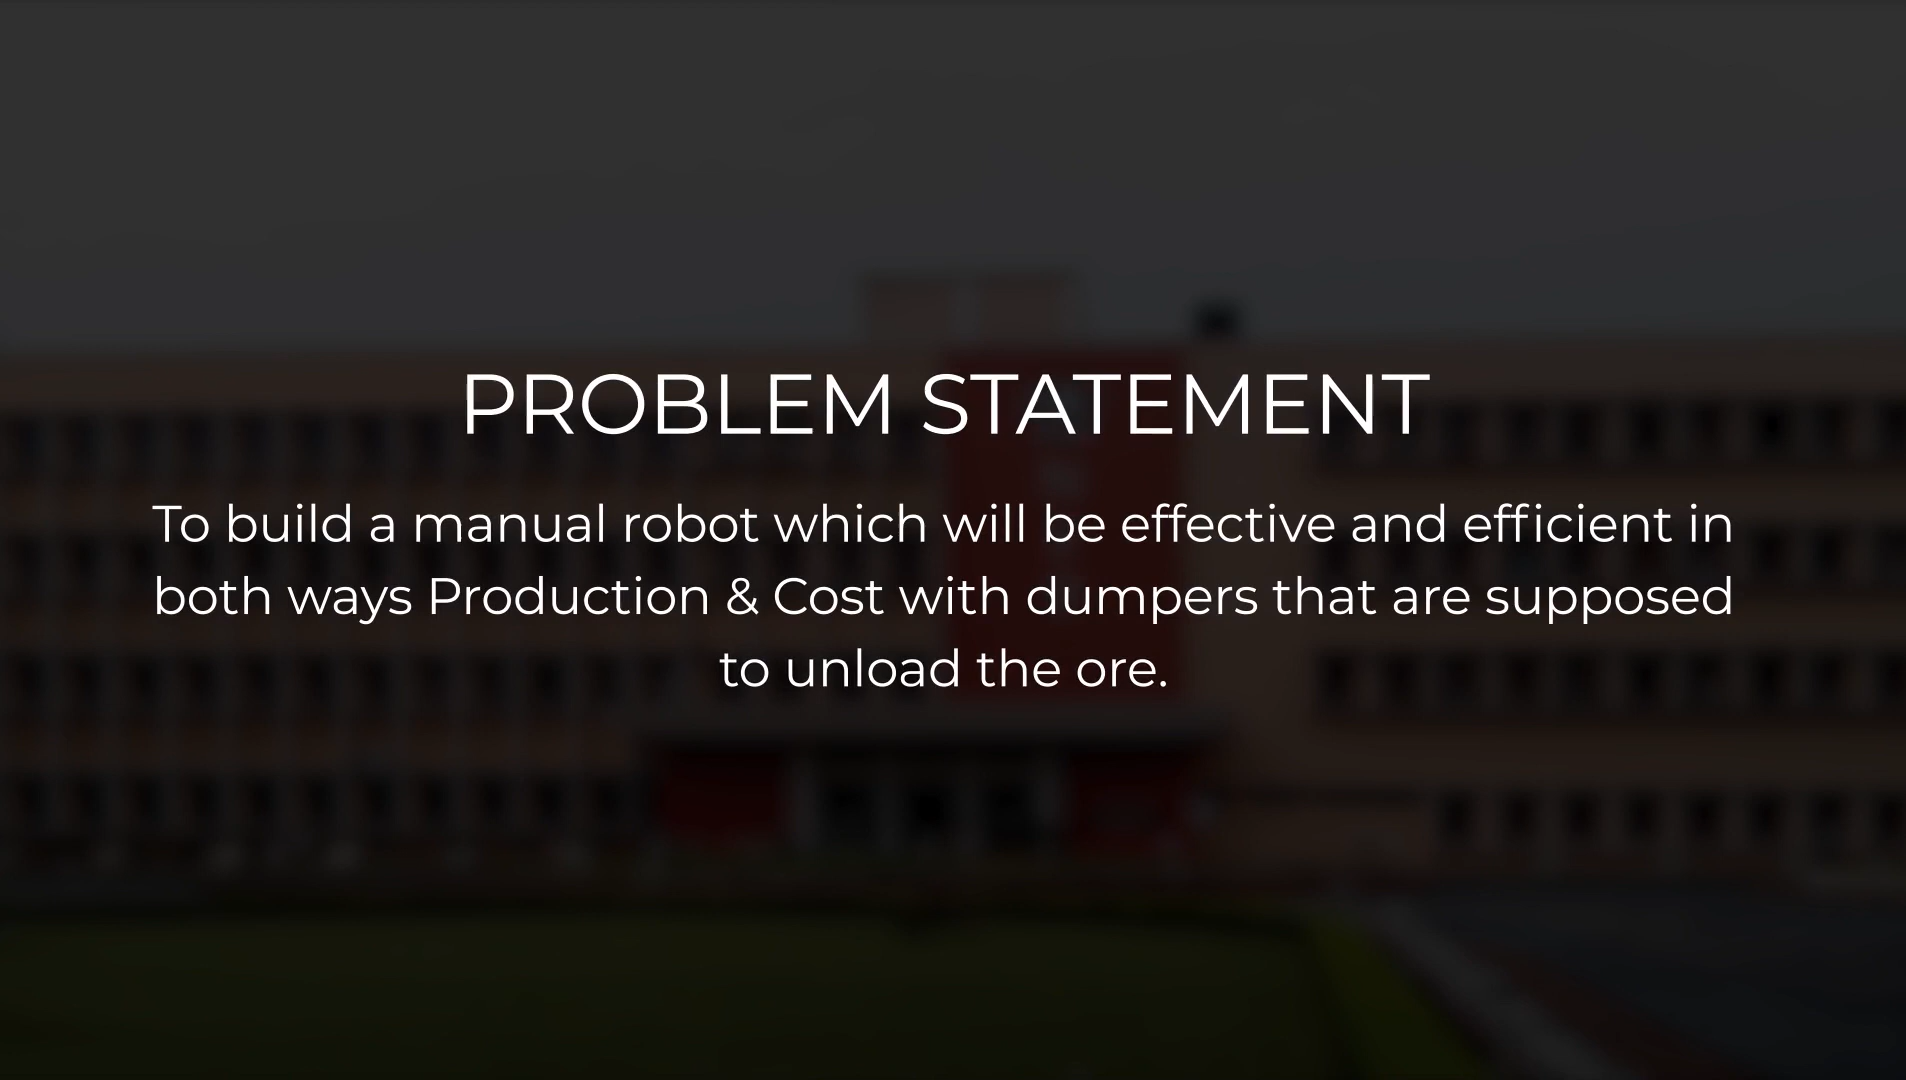 PROBLEM STATEMENT
To build a manual robot which will be effective and efficient in
both ways Production & Cost with dumpers that are supposed
to unload the ore.